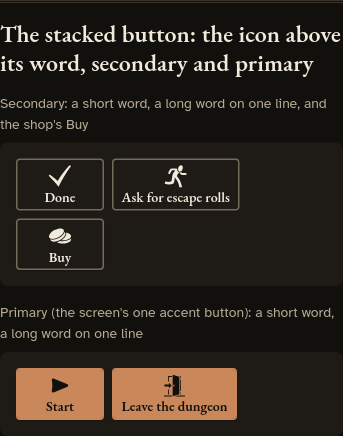 The stacked button: the icon above
its word, secondary and primary
Secondary: a short word, a long word on one line, and
the shop's Buy
Done
Ask for escape rolls
Buy
Primary (the screen's one accent button): a short word,
a long word on one line
Start
Leave the dungeon